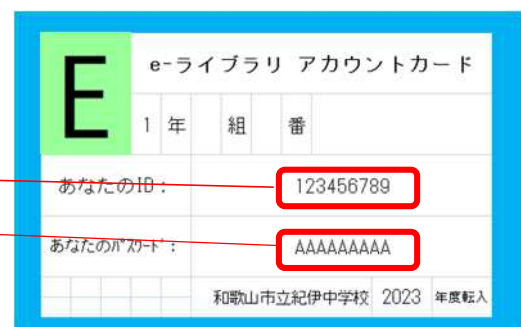 E
e-ライブラリ アカウントカード
1 年 組 番
あなたのID: 123456789
あなたのﾊﾟｽﾜｰﾄﾞ: AAAAAAAAA
和歌山市立紀伊中学校 2023 年度転入